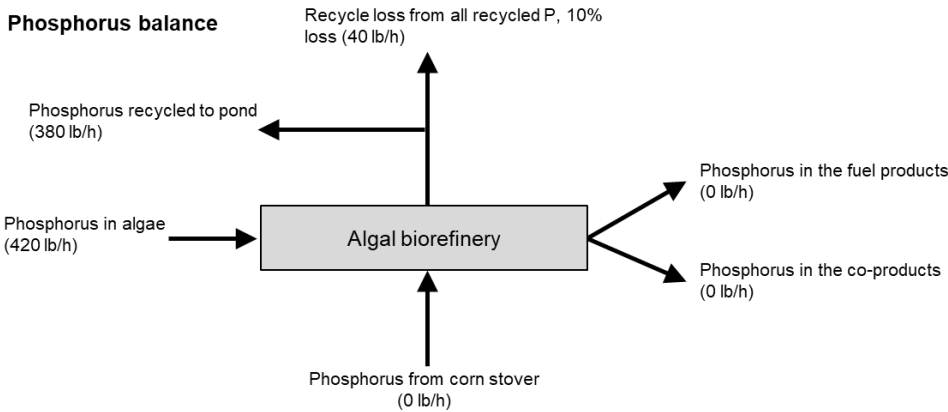 Phosphorus balance
Recycle loss from all recycled P, 10%
loss (40 lb/h)
Phosphorus recycled to pond
(380 lb/h)
Phosphorus in the fuel products
(0 lb/h)
Phosphorus in algae
(420 lb/h)
Algal biorefinery
Phosphorus in the co-products
(0 lb/h)
Phosphorus from corn stover
(0 lb/h)